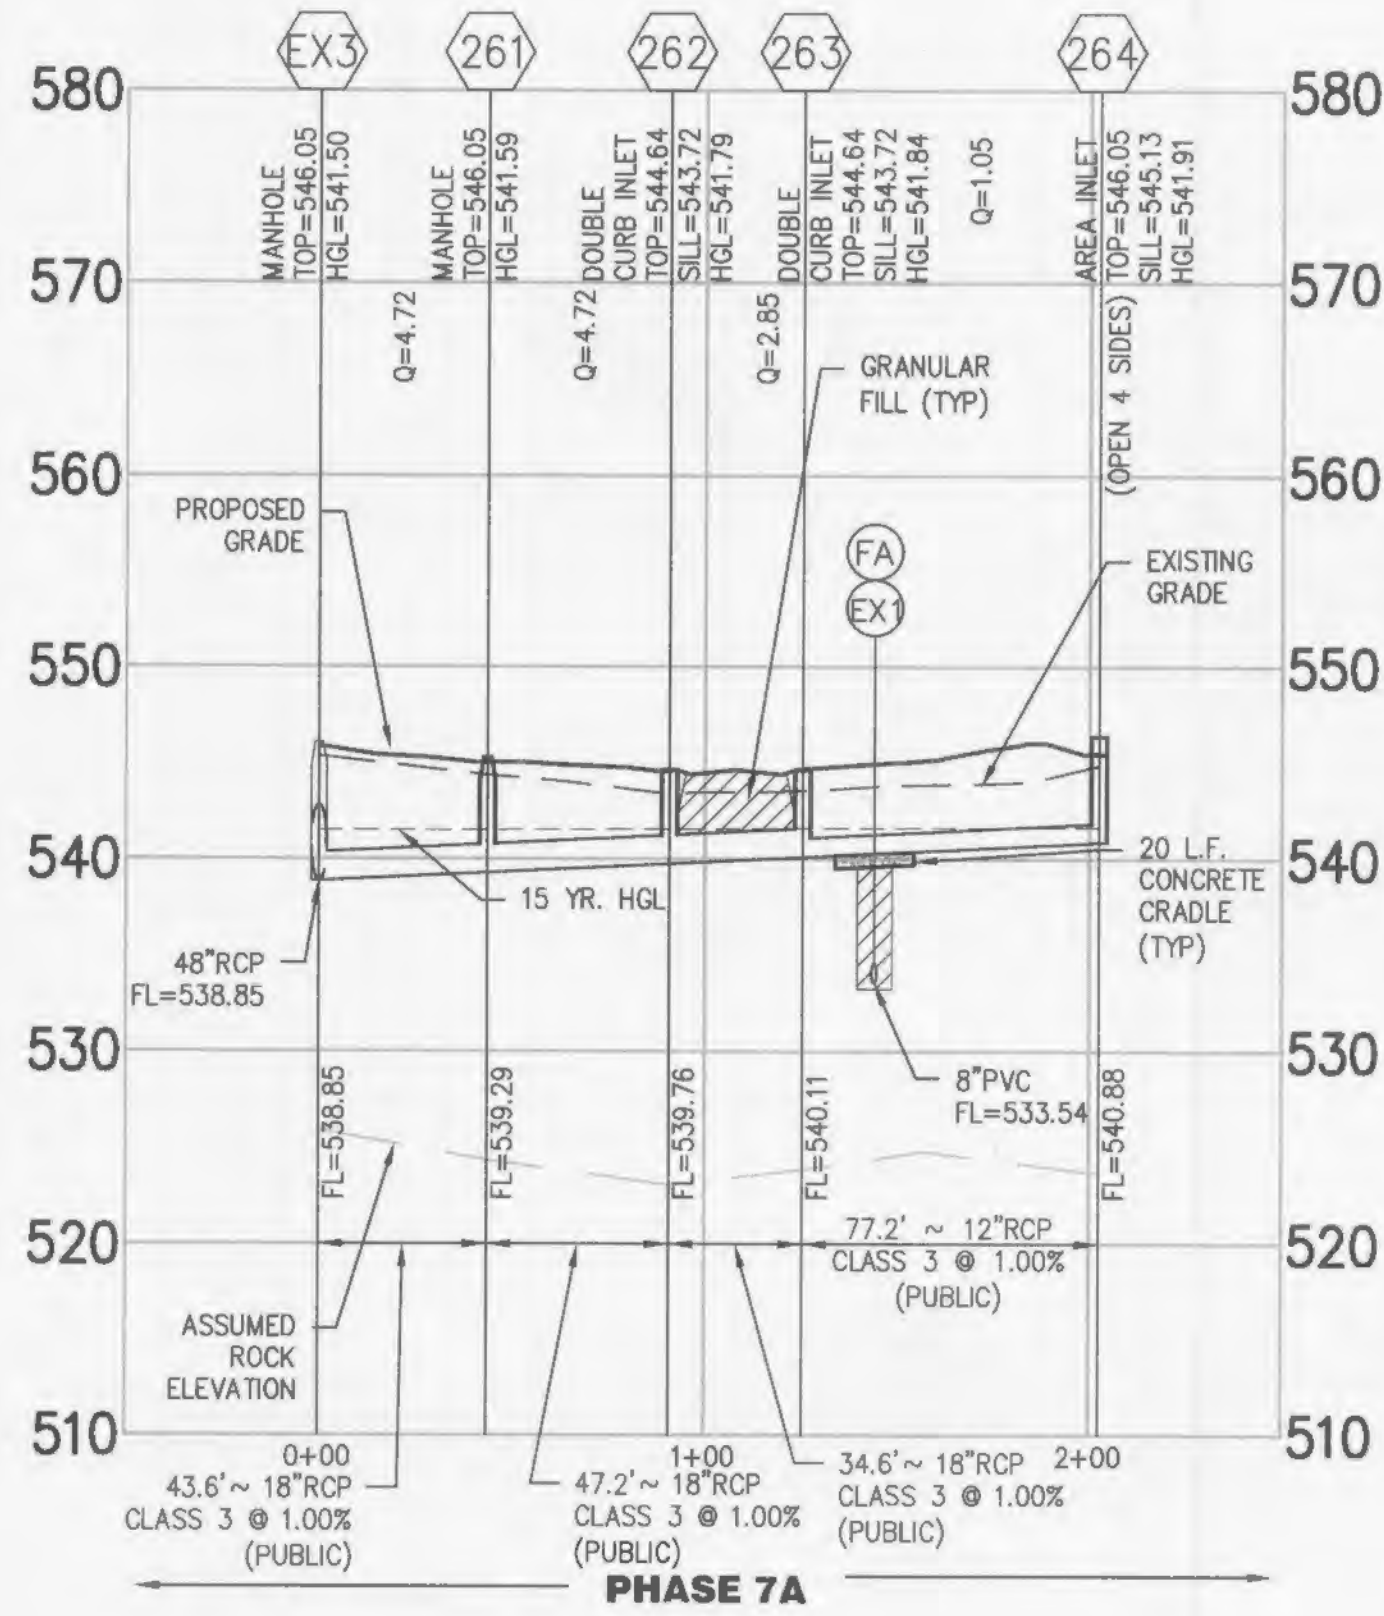 EX3
261
262
263
264
580
580
MANHOLE
TOP=546.05
HGL=541.50
MANHOLE
TOP=546.05
HGL=541.59
DOUBLE
CURB INLET
TOP=544.64
SILL=543.72
HGL=541.79
DOUBLE
CURB INLET
TOP=544.64
SILL=543.72
HGL=541.84
Q=1.05
AREA INLET
(OPEN 4 SIDES)
TOP=546.05
SILL=545.13
HGL=541.91
570
570
Q=4.72
Q=4.72
Q=2.85
GRANULAR
FILL (TYP)
560
560
PROPOSED
GRADE
FA
EX1
EXISTING
GRADE
550
550
540
540
15 YR. HGL
20 L.F.
CONCRETE
CRADLE
(TYP)
48"RCP
FL=538.85
530
530
8"PVC
FL=533.54
FL=538.85
FL=539.29
FL=539.76
FL=540.11
FL=540.88
520
520
77.2' ~ 12"RCP
CLASS 3 @ 1.00%
(PUBLIC)
ASSUMED
ROCK
ELEVATION
510
510
0+00
1+00
2+00
43.6' ~ 18"RCP
CLASS 3 @ 1.00%
(PUBLIC)
47.2' ~ 18"RCP
CLASS 3 @ 1.00%
(PUBLIC)
34.6' ~ 18"RCP
CLASS 3 @ 1.00%
(PUBLIC)
PHASE 7A